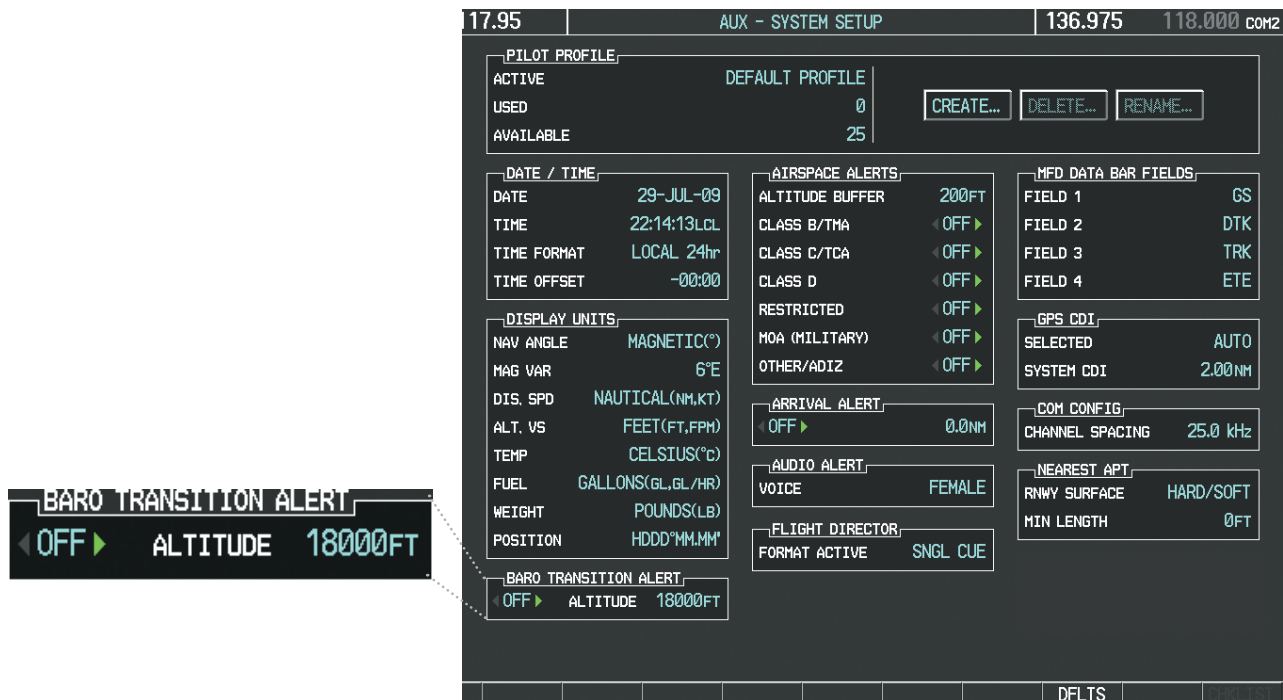 17.95 AUX - SYSTEM SETUP 136.975 118.000 COM2
PILOT PROFILE
ACTIVE DEFAULT PROFILE
USED 0
AVAILABLE 25
CREATE... DELETE... RENAME...
DATE / TIME
DATE 29-JUL-09
TIME 22:14:13LCL
TIME FORMAT LOCAL 24hr
TIME OFFSET -00:00
DISPLAY UNITS
NAV ANGLE MAGNETIC(°)
MAG VAR 6°E
DIS, SPD NAUTICAL(NM,KT)
ALT, VS FEET(FT,FPM)
TEMP CELSIUS(°C)
FUEL GALLONS(GL,GL/HR)
WEIGHT POUNDS(LB)
POSITION HDDD°MM.MM'
BARO TRANSITION ALERT
OFF ALTITUDE 18000FT
AIRSPACE ALERTS
ALTITUDE BUFFER 200FT
CLASS B/TMA OFF
CLASS C/TCA OFF
CLASS D OFF
RESTRICTED OFF
MOA (MILITARY) OFF
OTHER/ADIZ OFF
ARRIVAL ALERT
OFF 0.0NM
AUDIO ALERT
VOICE FEMALE
FLIGHT DIRECTOR
FORMAT ACTIVE SNGL CUE
MFD DATA BAR FIELDS
FIELD 1 GS
FIELD 2 DTK
FIELD 3 TRK
FIELD 4 ETE
GPS CDI
SELECTED AUTO
SYSTEM CDI 2.00NM
COM CONFIG
CHANNEL SPACING 25.0 kHz
NEAREST APT
RNWY SURFACE HARD/SOFT
MIN LENGTH 0FT
BARO TRANSITION ALERT
OFF ALTITUDE 18000FT
DFLTS CHKLIST